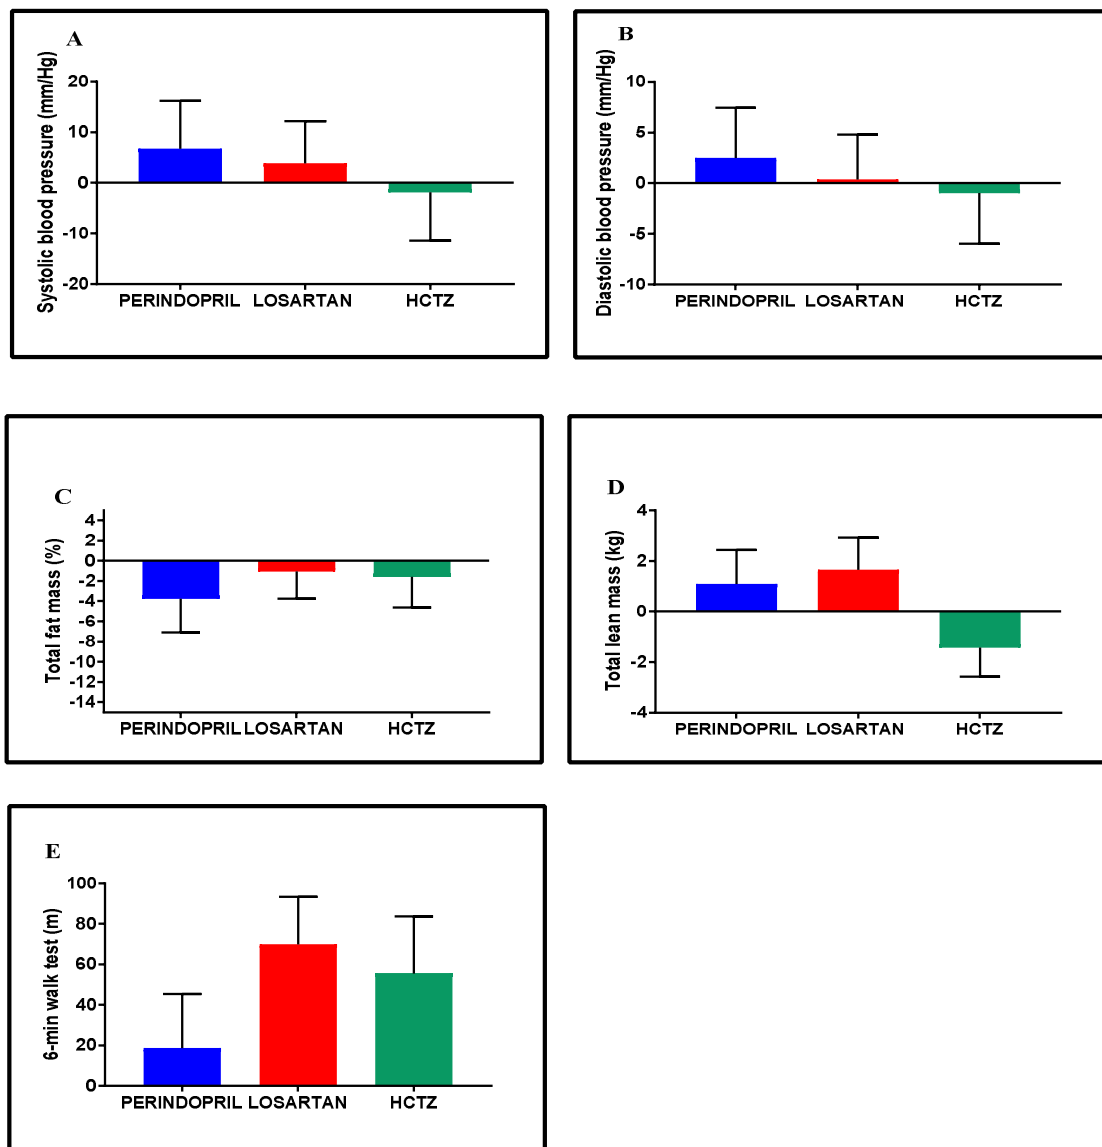 A
Systolic blood pressure (mm/Hg)
20
10
0
-10
-20
PERINDOPRIL LOSARTAN HCTZ
B
Diastolic blood pressure (mm/Hg)
10
5
0
-5
-10
PERINDOPRIL LOSARTAN HCTZ
C
Total fat mass (%)
4
2
0
-2
-4
-6
-8
-10
-12
-14
PERINDOPRIL LOSARTAN HCTZ
D
Total lean mass (kg)
4
2
0
-2
-4
PERINDOPRIL LOSARTAN HCTZ
E
6-min walk test (m)
100
80
60
40
20
0
PERINDOPRIL LOSARTAN HCTZ